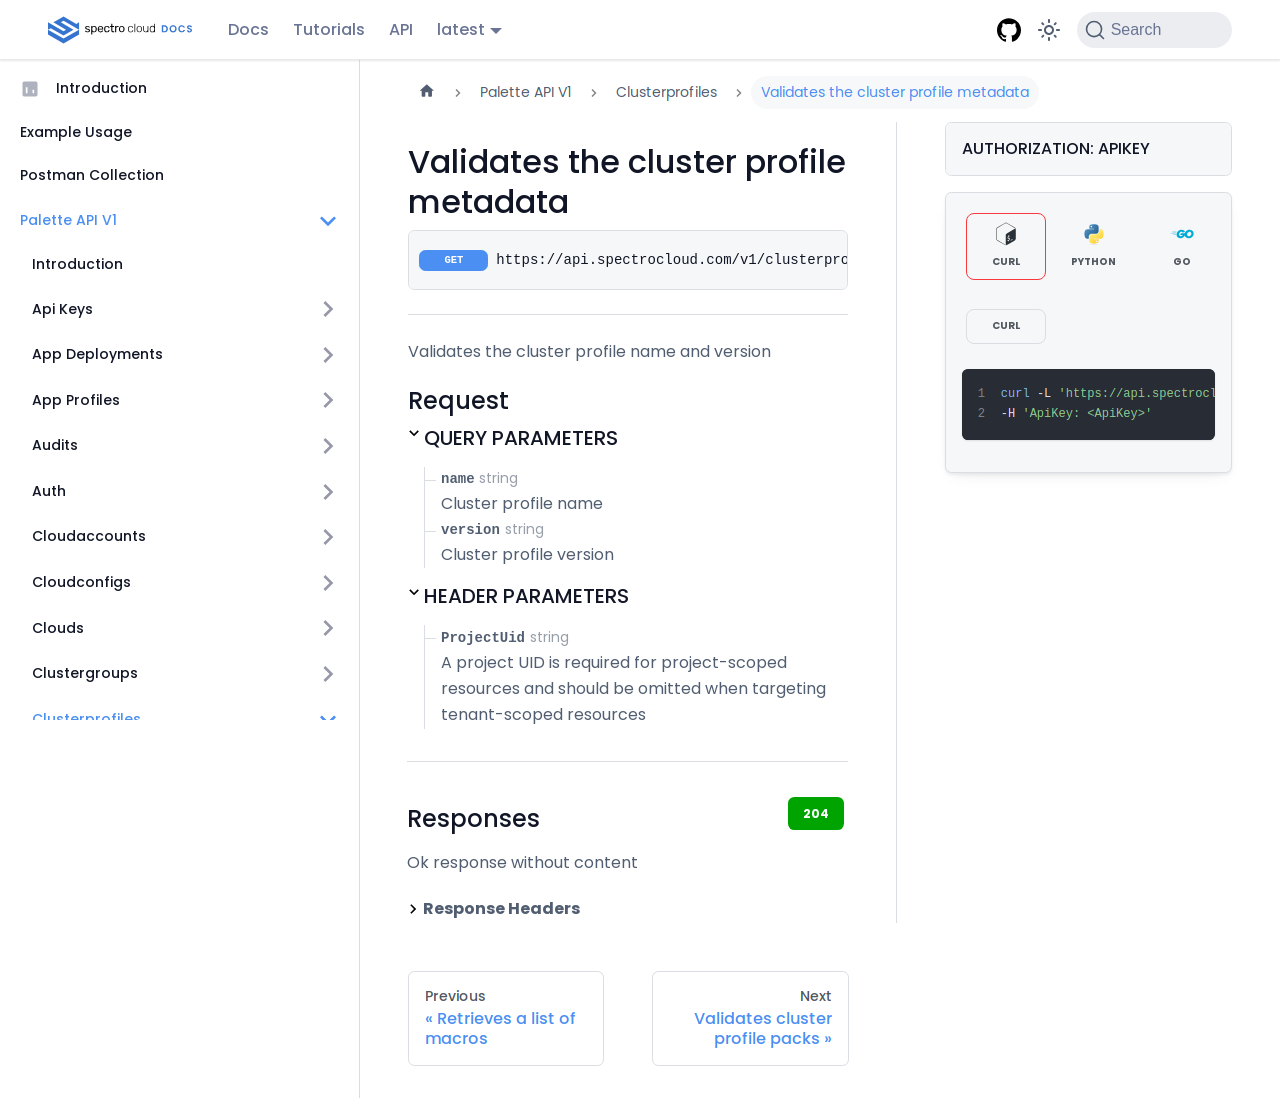 spectro cloud DOCS
Docs
Tutorials
API
latest
Search
Introduction
Example Usage
Postman Collection
Palette API V1
Introduction
Api Keys
App Deployments
App Profiles
Audits
Auth
Cloudaccounts
Cloudconfigs
Clouds
Clustergroups
Clusterprofiles
Palette API V1
Clusterprofiles
Validates the cluster profile metadata
Validates the cluster profile
metadata
GET https://api.spectrocloud.com/v1/clusterpro
Validates the cluster profile name and version
Request
QUERY PARAMETERS
name string
Cluster profile name
version string
Cluster profile version
HEADER PARAMETERS
ProjectUid string
A project UID is required for project-scoped
resources and should be omitted when targeting
tenant-scoped resources
Responses
204
Ok response without content
Response Headers
Previous
« Retrieves a list of
macros
Next
Validates cluster
profile packs »
AUTHORIZATION: APIKEY
CURL
PYTHON
GO
CURL
1 curl -L 'https://api.spectrocl
2 -H 'ApiKey: <ApiKey>'